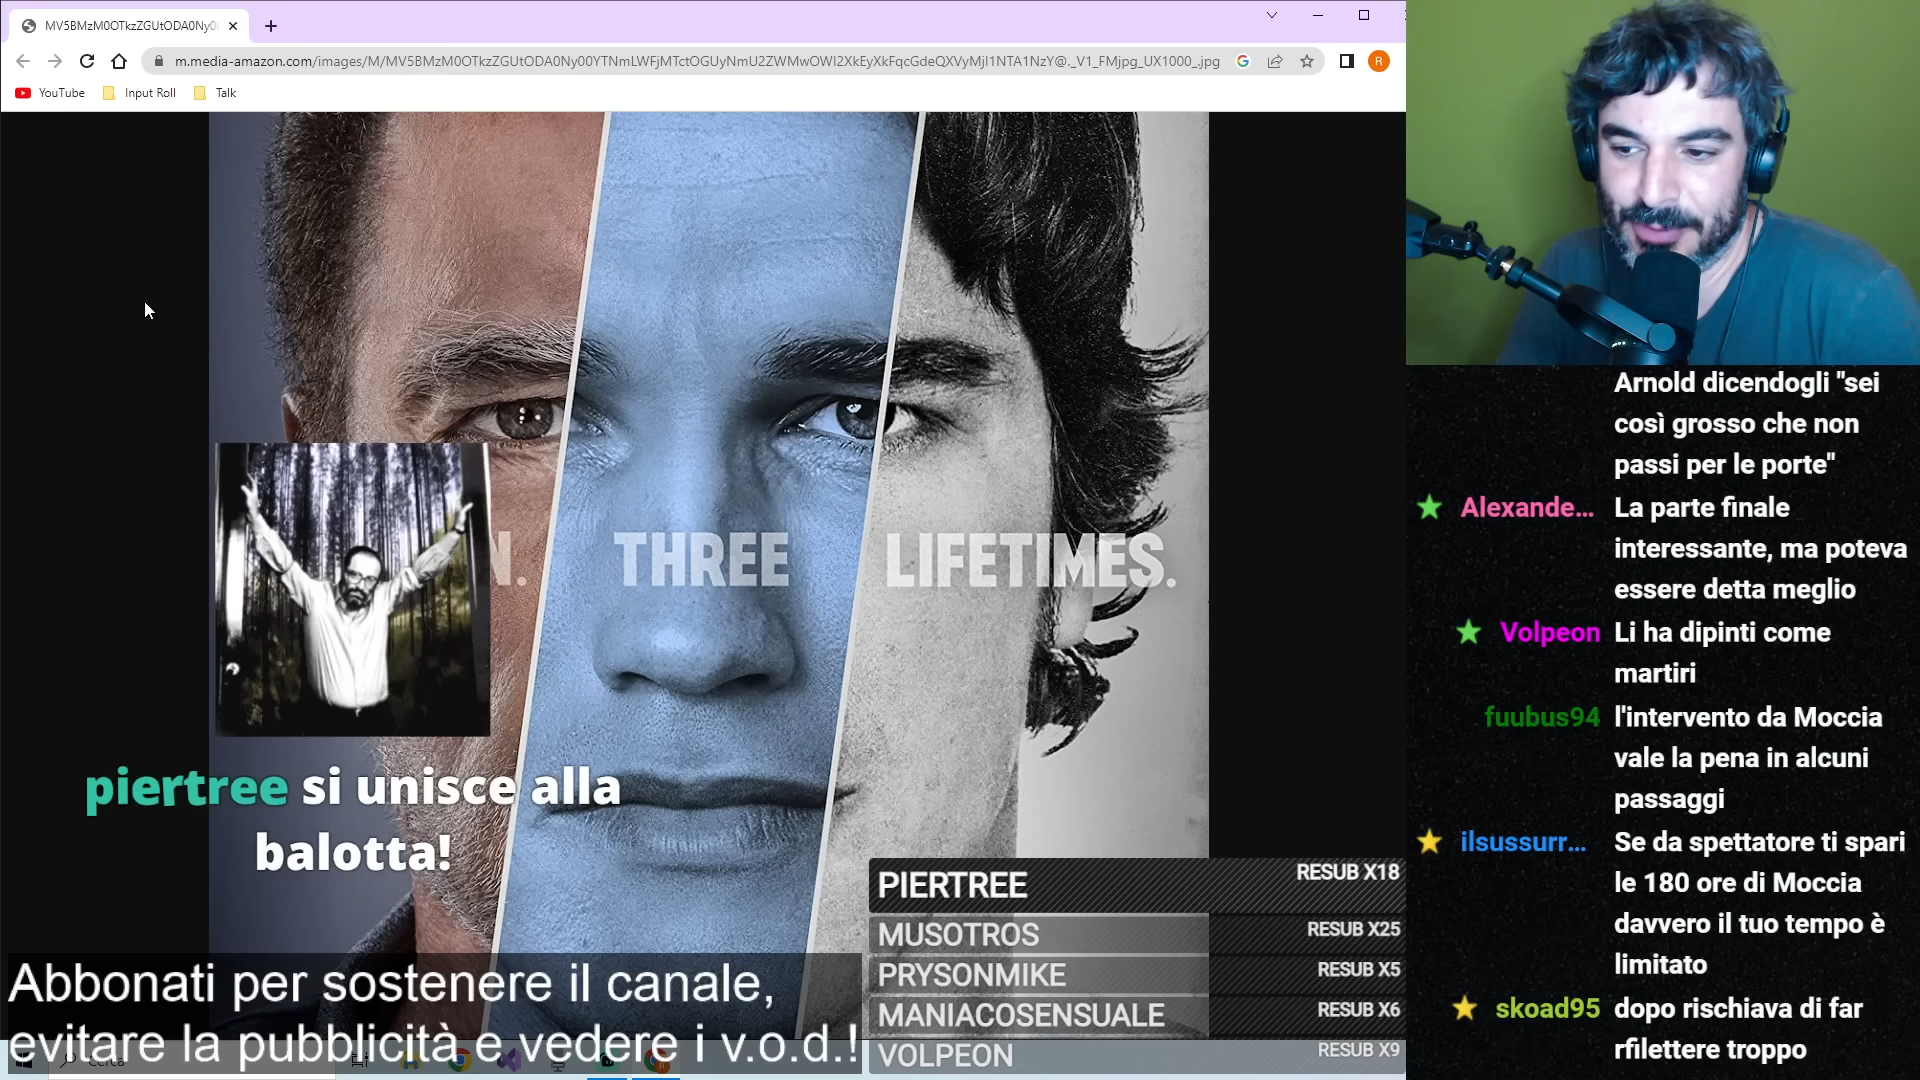 MV5BMzM0OTkzZGUtODA0Ny0
m.media-amazon.com/images/M/MV5BMzM0OTkzZGUtODA0Ny00YTNmLWFjMTctOGUyNmU2ZWMwOWI2XkEyXkFqcGdeQXVyMjI1NTA1NzY@._V1_FMjpg_UX1000_.jpg
R
YouTube
Input Roll
Talk
N.
THREE
LIFETIMES.
piertree si unisce alla
balotta!
PIERTREE RESUB X18
MUSOTROS RESUB X25
PRYSONMIKE RESUB X5
MANIACOSENSUALE RESUB X6
VOLPEON RESUB X9
Abbonati per sostenere il canale,
evitare la pubblicità e vedere i v.o.d.!
Cerca
Arnold dicendogli "sei
così grosso che non
passi per le porte"
Alexande... La parte finale
interessante, ma poteva
essere detta meglio
Volpeon Li ha dipinti come
martiri
fuubus94 l'intervento da Moccia
vale la pena in alcuni
passaggi
ilsussurr... Se da spettatore ti spari
le 180 ore di Moccia
davvero il tuo tempo è
limitato
skoad95 dopo rischiava di far
rfilettere troppo